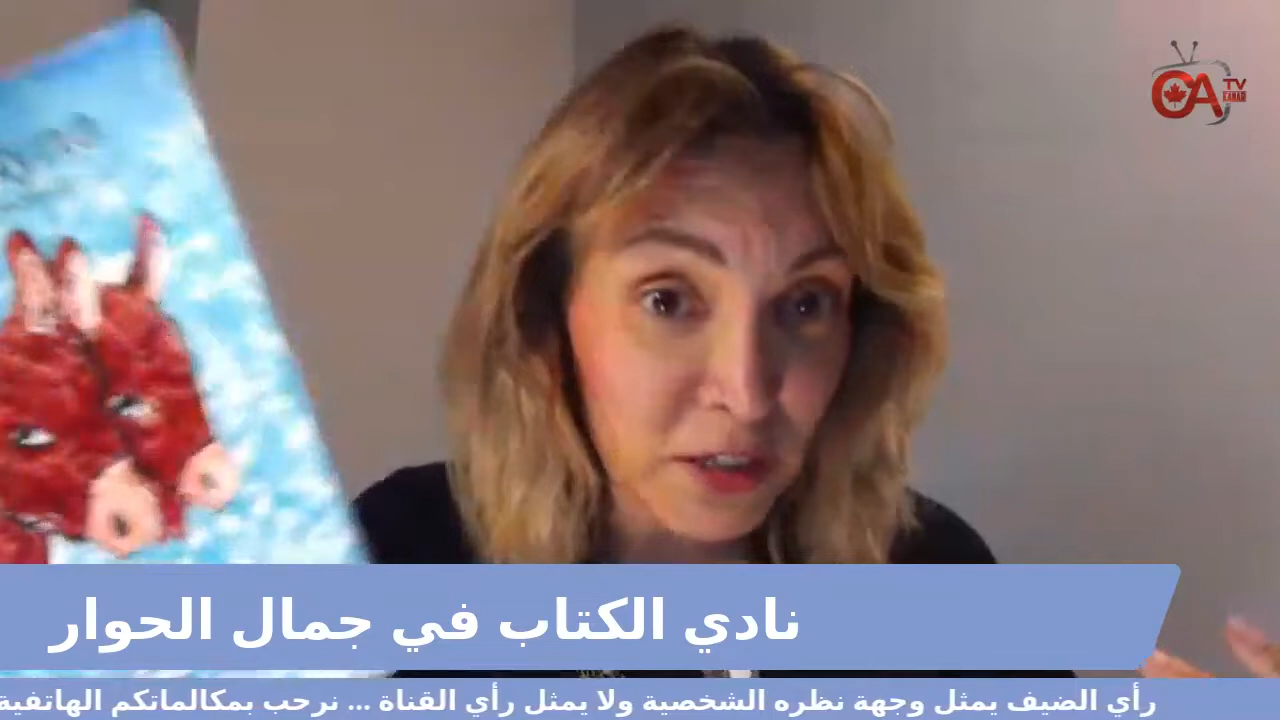 CA TV
KANAR
نادي الكتاب في جمال الحوار
رأي الضيف يمثل وجهة نظره الشخصية ولا يمثل رأي القناة ... نرحب بمكالماتكم الهاتفية